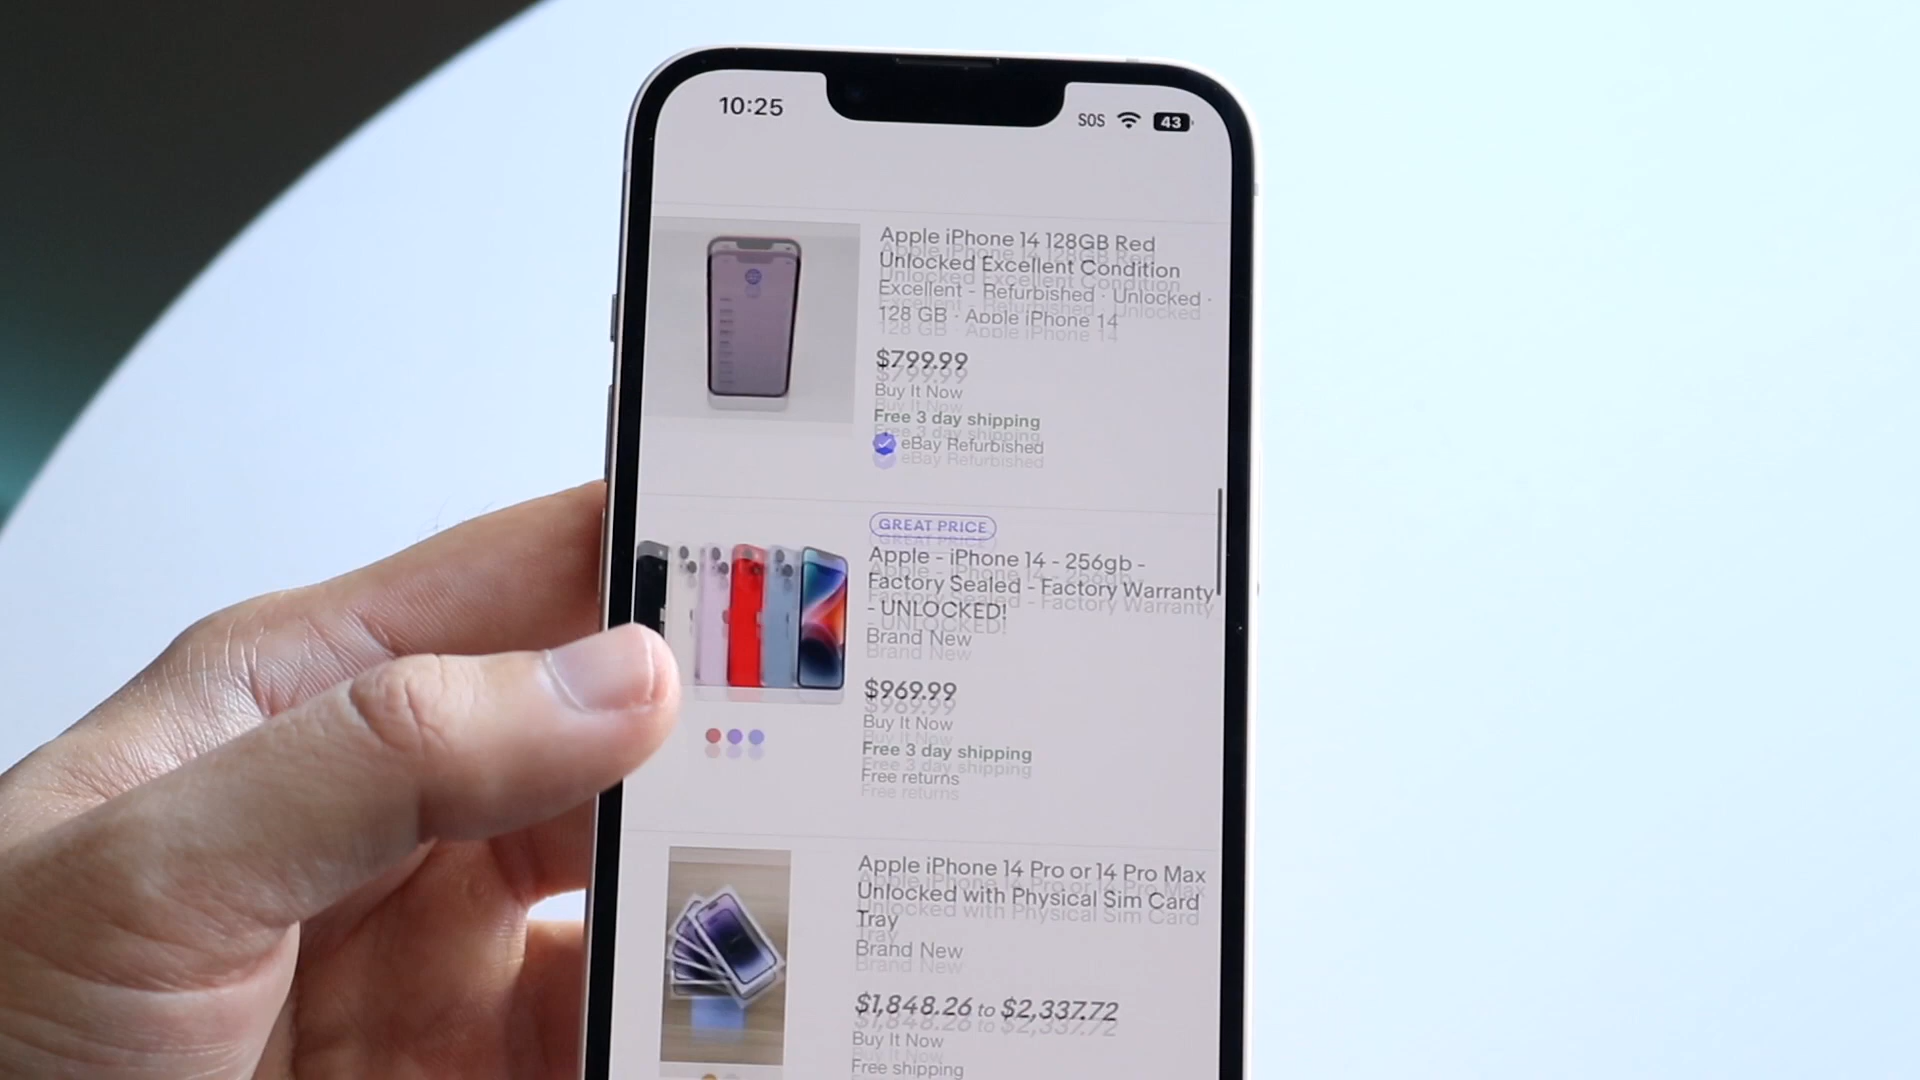 10:25
SOS
43
Apple iPhone 14 128GB Red
Unlocked Excellent Condition
Excellent - Refurbished · Unlocked ·
128 GB · Apple iPhone 14
$799.99
Buy It Now
Free 3 day shipping
eBay Refurbished
GREAT PRICE
Apple - iPhone 14 - 256gb -
Factory Sealed - Factory Warranty
- UNLOCKED!
Brand New
$969.99
Buy It Now
Free 3 day shipping
Free returns
Apple iPhone 14 Pro or 14 Pro Max
Unlocked with Physical Sim Card
Tray
Brand New
$1,848.26 to $2,337.72
Buy It Now
Free shipping